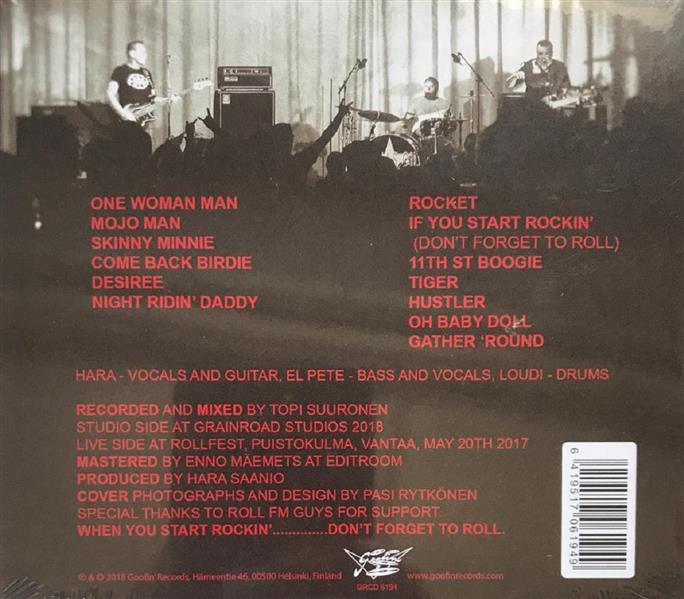 ONE WOMAN MAN
MOJO MAN
SKINNY MINNIE
COME BACK BIRDIE
DESIREE
NIGHT RIDIN' DADDY
ROCKET
IF YOU START ROCKIN'
(DON'T FORGET TO ROLL)
11TH ST BOOGIE
TIGER
HUSTLER
OH BABY DOLL
GATHER 'ROUND
HARA - VOCALS AND GUITAR, EL PETE - BASS AND VOCALS, LOUDI - DRUMS
RECORDED AND MIXED BY TOPI SUURONEN
STUDIO SIDE AT GRAINROAD STUDIOS 2018
LIVE SIDE AT ROLLFEST, PUISTOKULMA, VANTAA, MAY 20TH 2017
MASTERED BY ENNO MÄEMETS AT EDITROOM
PRODUCED BY HARA SAANIO
COVER PHOTOGRAPHS AND DESIGN BY PASI RYTKÖNEN
SPECIAL THANKS TO ROLL FM GUYS FOR SUPPORT.
WHEN YOU START ROCKIN'..............DON'T FORGET TO ROLL.
℗ & © 2018 Goofin' Records, Hämeentie 46, 00500 Helsinki, Finland
Goofin'
GRCD 6194
www.goofinrecords.com
6 419517 061949